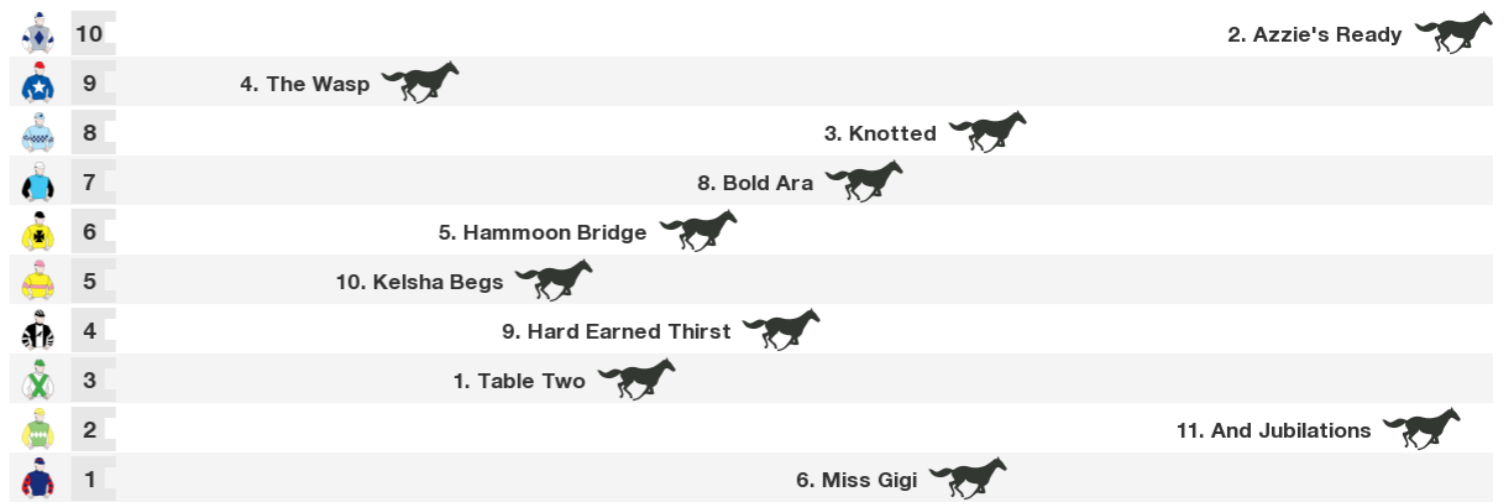 10 2. Azzie's Ready
9 4. The Wasp
8 3. Knotted
7 8. Bold Ara
6 5. Hammoon Bridge
5 10. Kelsha Begs
4 9. Hard Earned Thirst
3 1. Table Two
2 11. And Jubilations
1 6. Miss Gigi